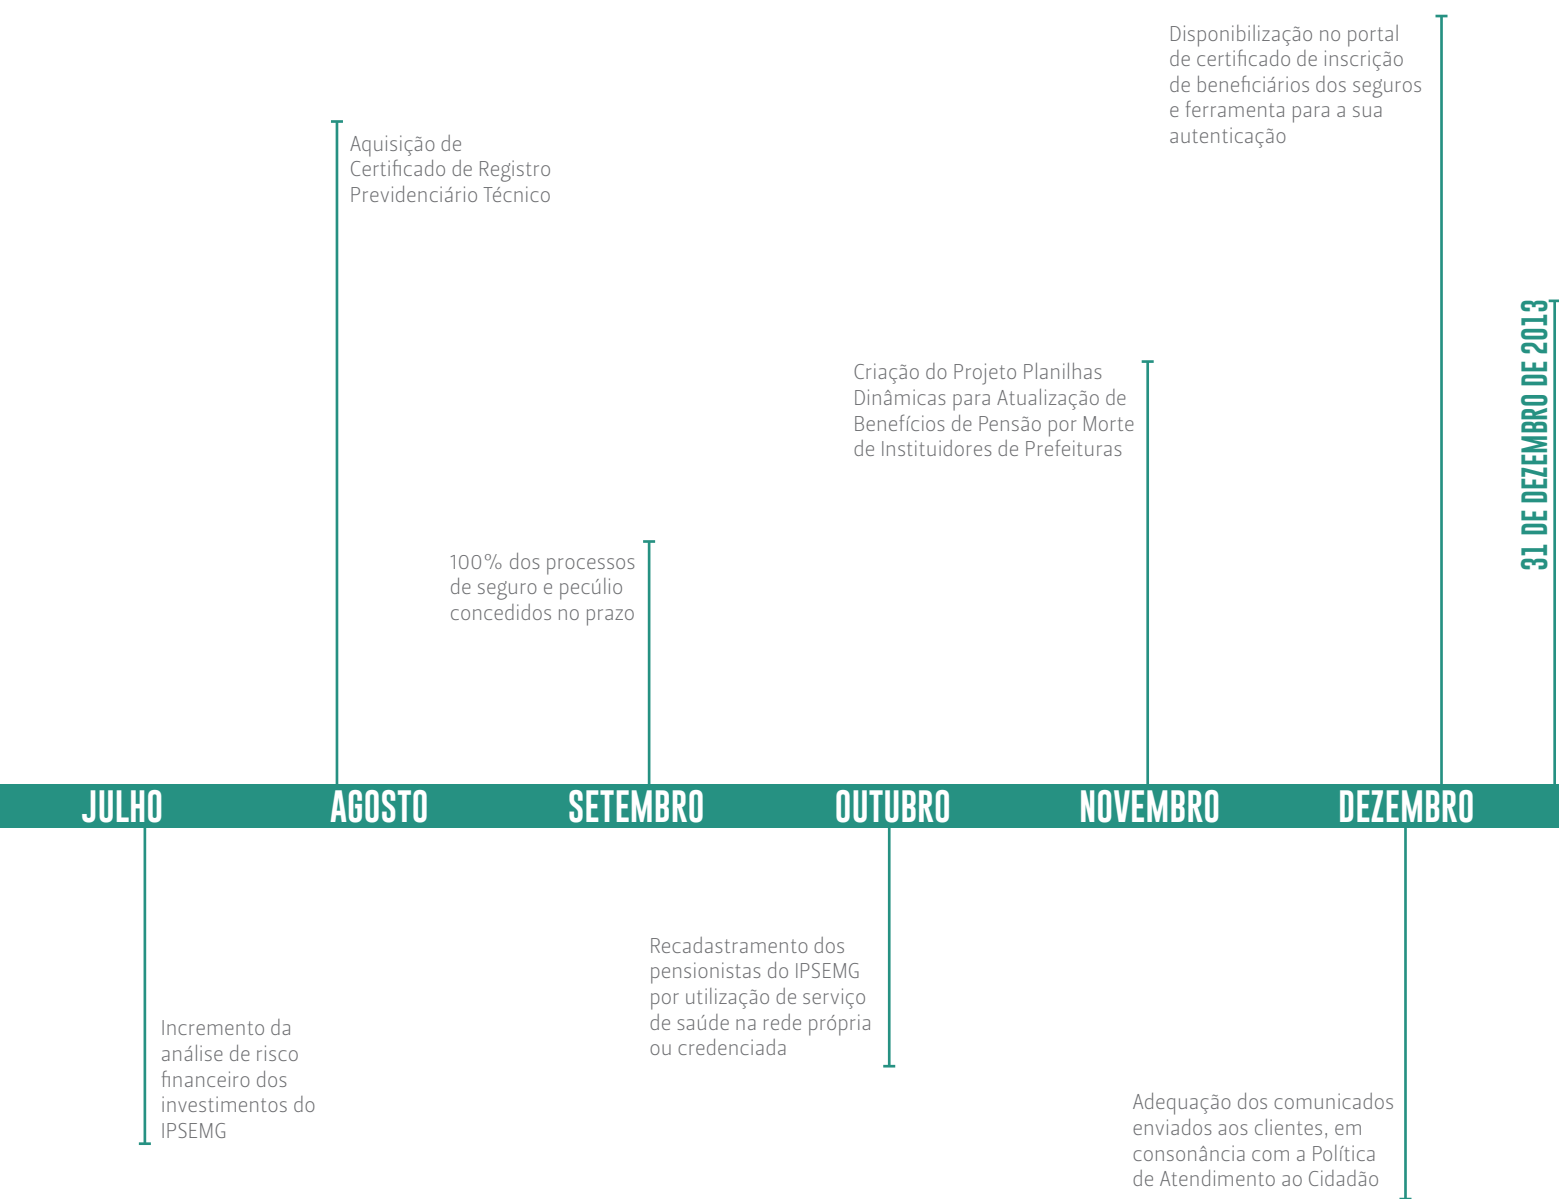 Disponibilização no portal
de certificado de inscrição
de beneficiários dos seguros
e ferramenta para a sua
autenticação
Aquisição de
Certificado de Registro
Previdenciário Técnico
31 DE DEZEMBRO DE 2013
Criação do Projeto Planilhas
Dinâmicas para Atualização de
Benefícios de Pensão por Morte
de Instituidores de Prefeituras
100% dos processos
de seguro e pecúlio
concedidos no prazo
JULHO AGOSTO SETEMBRO OUTUBRO NOVEMBRO DEZEMBRO
Recadastramento dos
pensionistas do IPSEMG
por utilização de serviço
de saúde na rede própria
ou credenciada
Incremento da
análise de risco
financeiro dos
investimentos do
IPSEMG
Adequação dos comunicados
enviados aos clientes, em
consonância com a Política
de Atendimento ao Cidadão